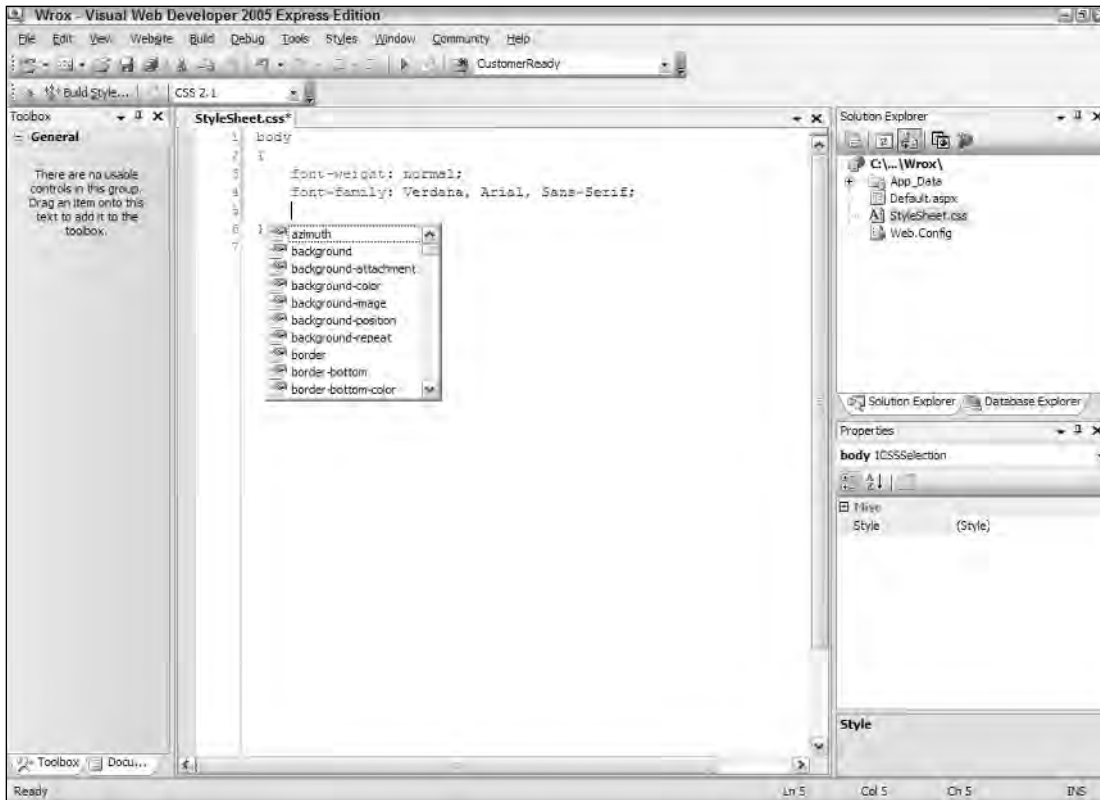 Wrox - Visual Web Developer 2005 Express Edition
File Edit View Website Build Debug Tools Styles Window Community Help
CustomerReady
Build Style... CSS 2.1
Toolbox
General
There are no usable
controls in this group.
Drag an item onto this
text to add it to the
toolbox.
StyleSheet.css*
1 body
2 {
3 font-weight: normal;
4 font-family: Verdana, Arial, Sans-Serif;
5
6 }
7
azimuth
background
background-attachment
background-color
background-image
background-position
background-repeat
border
border-bottom
border-bottom-color
Solution Explorer
C:\...\Wrox\
App_Data
Default.aspx
StyleSheet.css
Web.Config
Solution Explorer Database Explorer
Properties
body ICSSSelection
Misc
Style (Style)
Style
Toolbox Docu...
Ready Ln 5 Col 5 Ch 5 INS